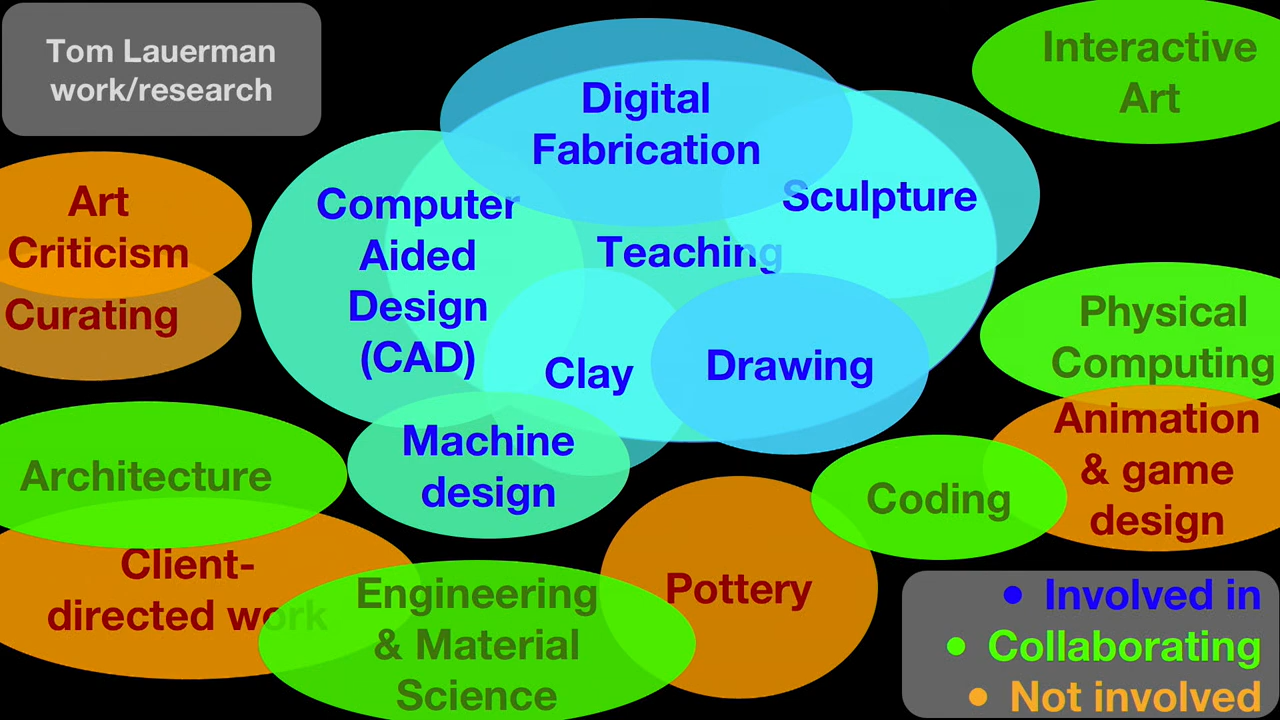 Tom Lauerman
work/research
Interactive
Art
Digital
Fabrication
Art
Criticism
Curating
Computer
Aided
Design
(CAD)
Sculpture
Teaching
Clay
Drawing
Machine
design
Physical
Computing
Animation
& game
design
Coding
Architecture
Client-
directed work
Engineering
& Material
Science
Pottery
• Involved in
• Collaborating
• Not involved